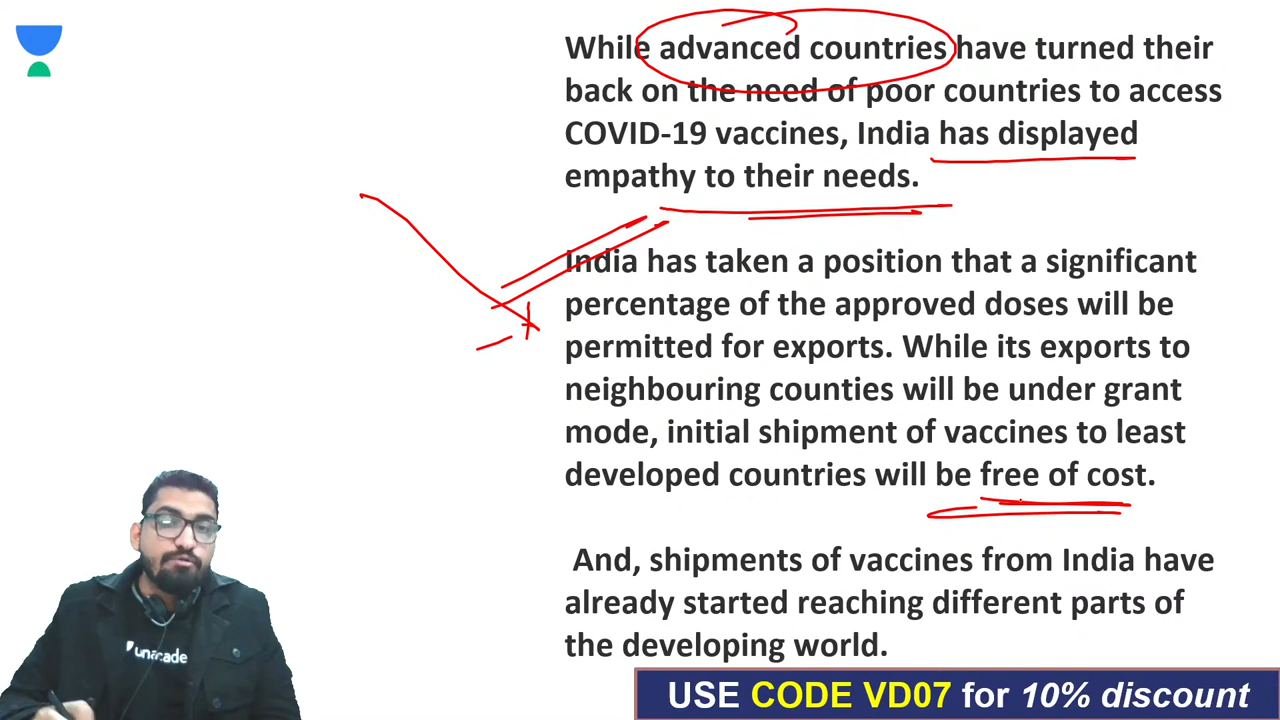 While advanced countries have turned their
back on the need of poor countries to access
COVID-19 vaccines, India has displayed
empathy to their needs.
India has taken a position that a significant
percentage of the approved doses will be
permitted for exports. While its exports to
neighbouring counties will be under grant
mode, initial shipment of vaccines to least
developed countries will be free of cost.
And, shipments of vaccines from India have
already started reaching different parts of
the developing world.
unacademy
USE CODE VD07 for 10% discount